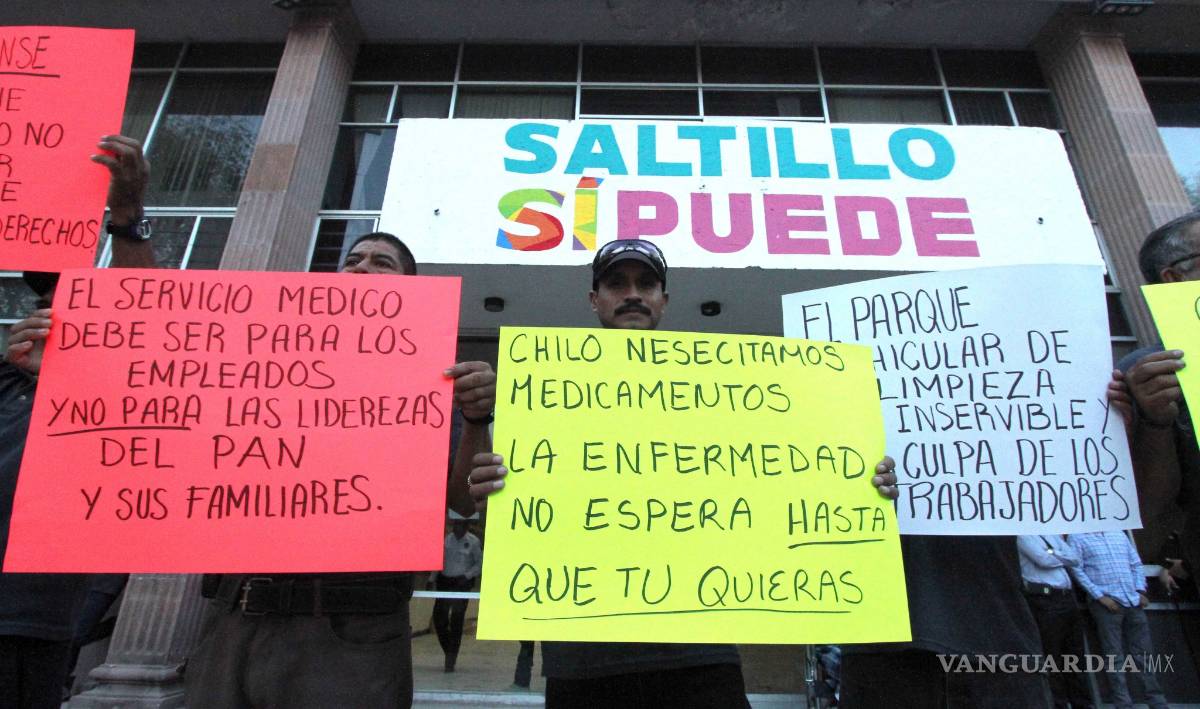 SALTILLO
SÍ PUEDE
NSE
NO
DERECHOS
EL SERVICIO MEDICO
DEBE SER PARA LOS
EMPLEADOS
YNO PARA LAS LIDEREZAS
DEL PAN
Y SUS FAMILIARES.
CHILO NESECITAMOS
MEDICAMENTOS
LA ENFERMEDAD
NO ESPERA HASTA
QUE TU QUIERAS
EL PARQUE
HICULAR DE
LIMPIEZA
INSERVIBLE Y
CULPA DE LOS
TRABAJADORES
VANGUARDIA MX